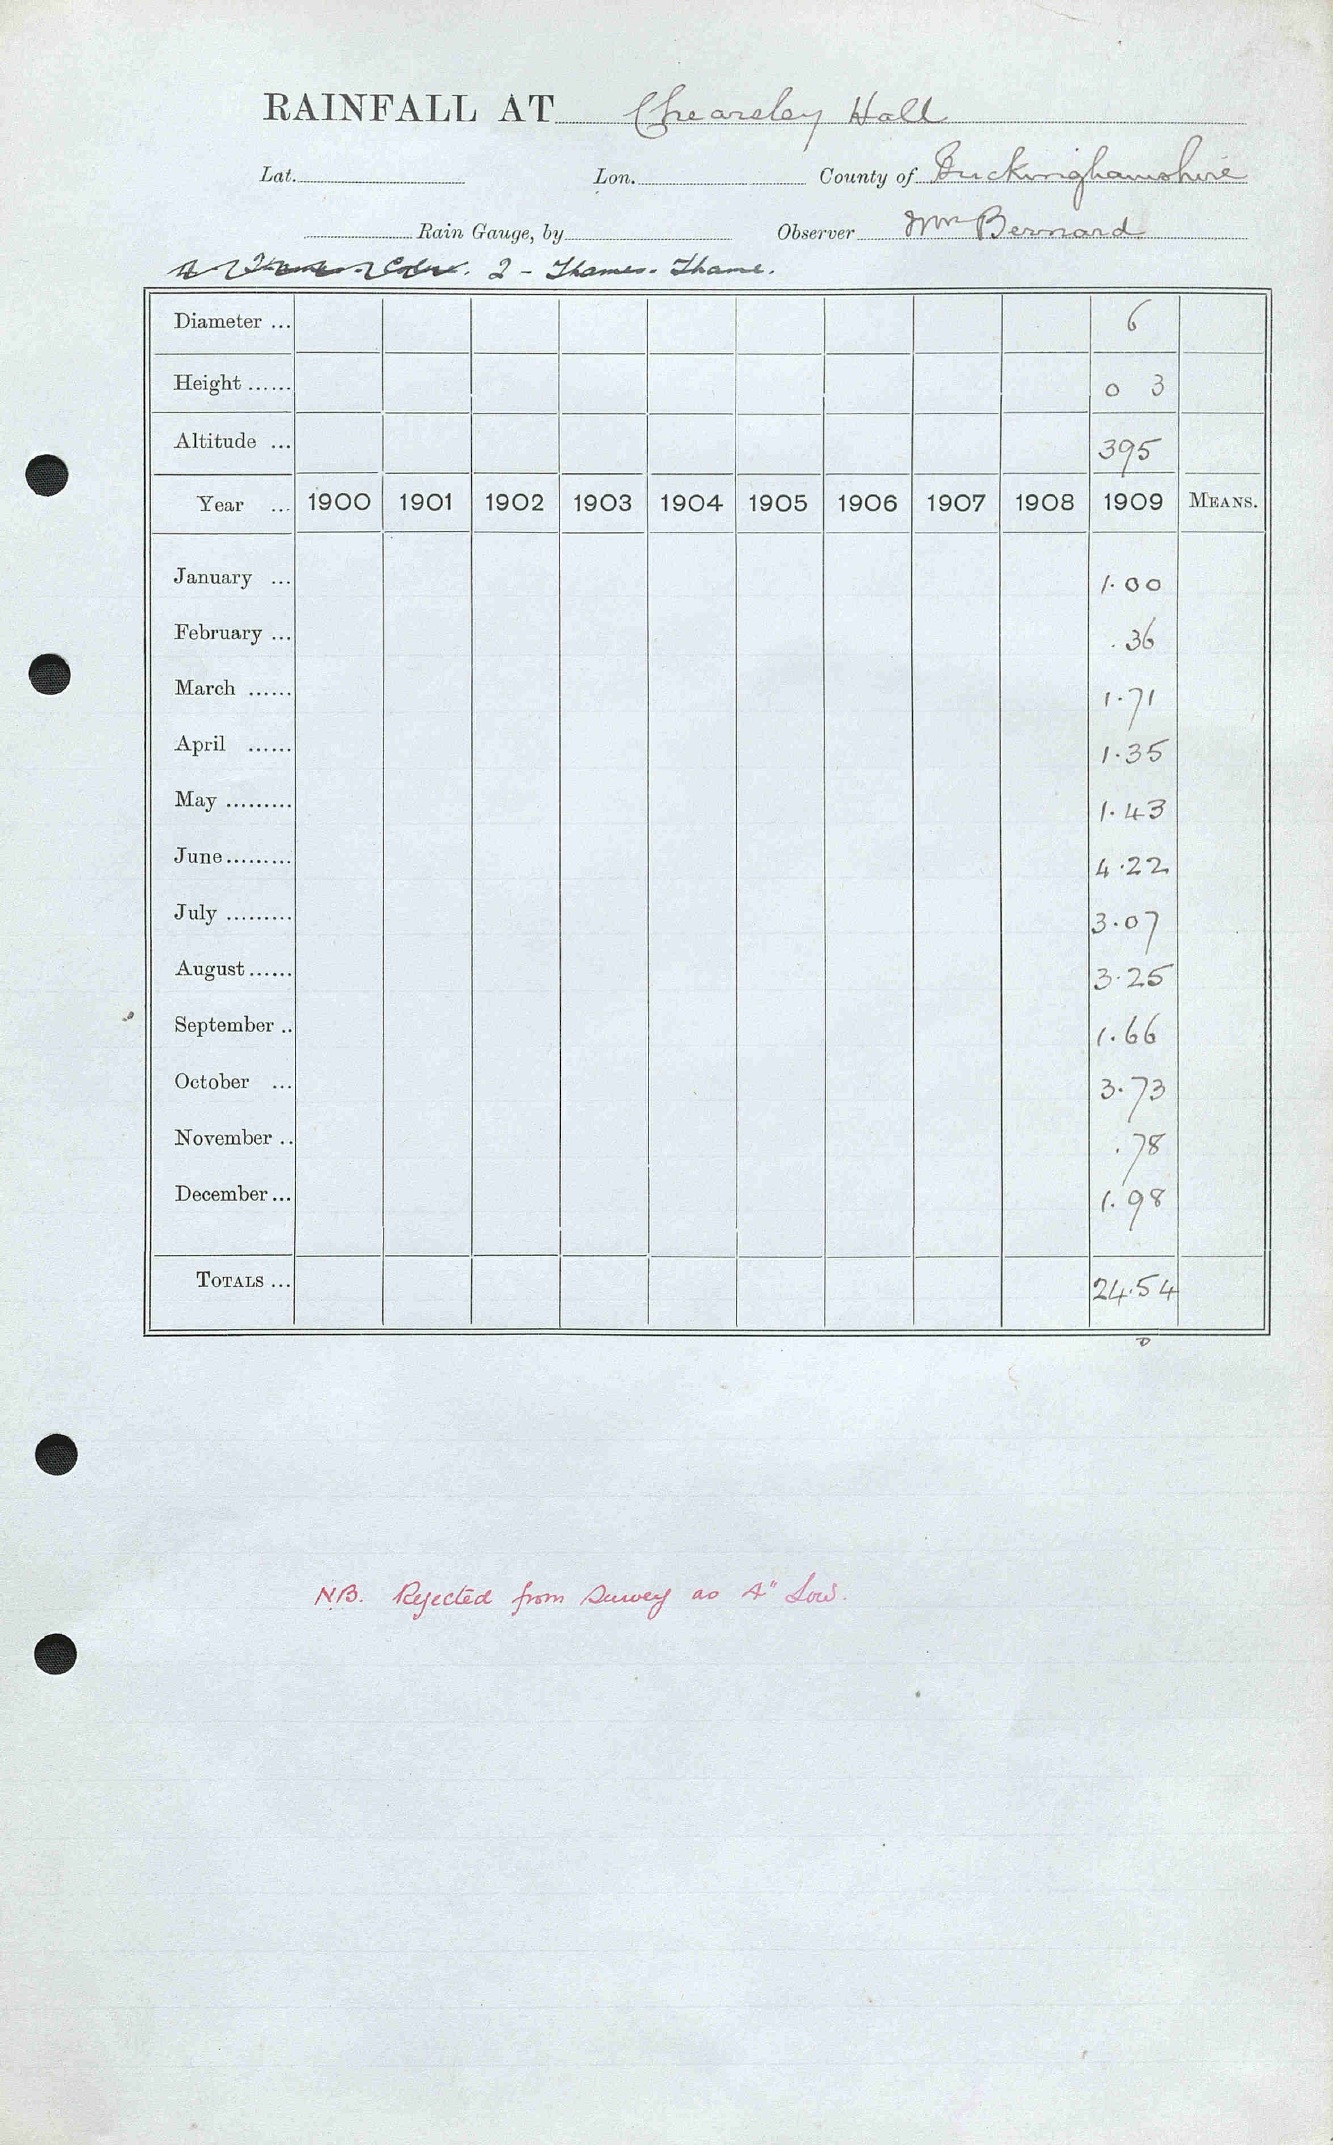 RAINFALL AT Chearsley Hall
Lat. Lon. County of Buckinghamshire
Rain Gauge, by Observer Wm Bernard
2 - Thames - Thame.
Diameter ... 6
Height ...... 0 3
Altitude ... 395
Year ... 1900 1901 1902 1903 1904 1905 1906 1907 1908 1909 MEANS.
January ... 1.00
February ... .36
March ...... 1.71
April ...... 1.35
May ......... 1.43
June ......... 4.22
July ......... 3.07
August ...... 3.25
September .. 1.66
October ... 3.73
November .. .78
December ... 1.98
TOTALS ... 24.54
NB. Rejected from Survey as 4" Low.